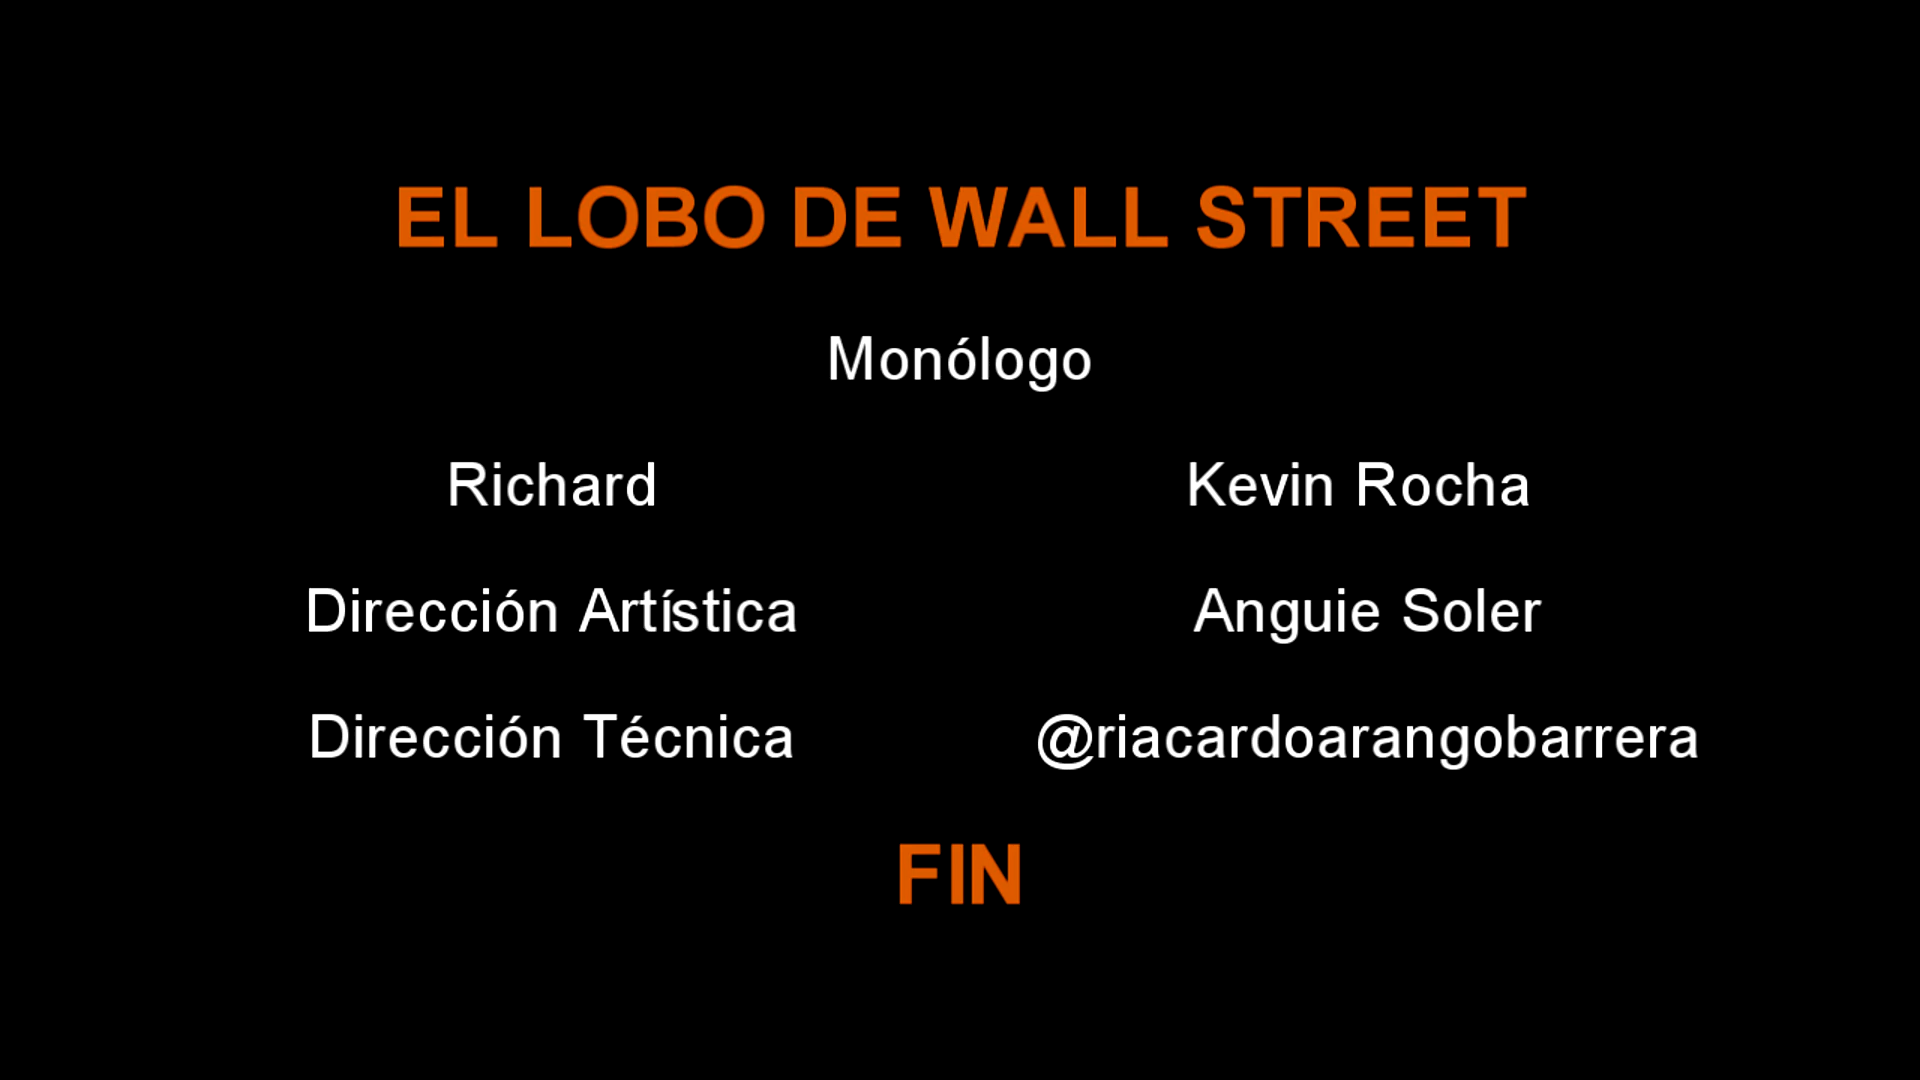 EL LOBO DE WALL STREET
Monólogo
Richard Kevin Rocha
Dirección Artística Anguie Soler
Dirección Técnica @riacardoarangobarrera
FIN